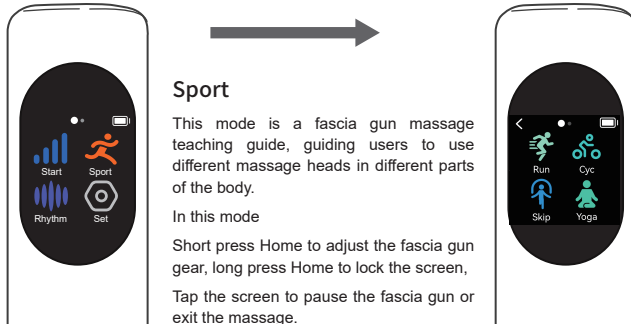 Start Sport
Rhythm Set
Sport
This mode is a fascia gun massage
teaching guide, guiding users to use
different massage heads in different parts
of the body.
In this mode
Short press Home to adjust the fascia gun
gear, long press Home to lock the screen,
Tap the screen to pause the fascia gun or
exit the massage.
Run Cyc
Skip Yoga